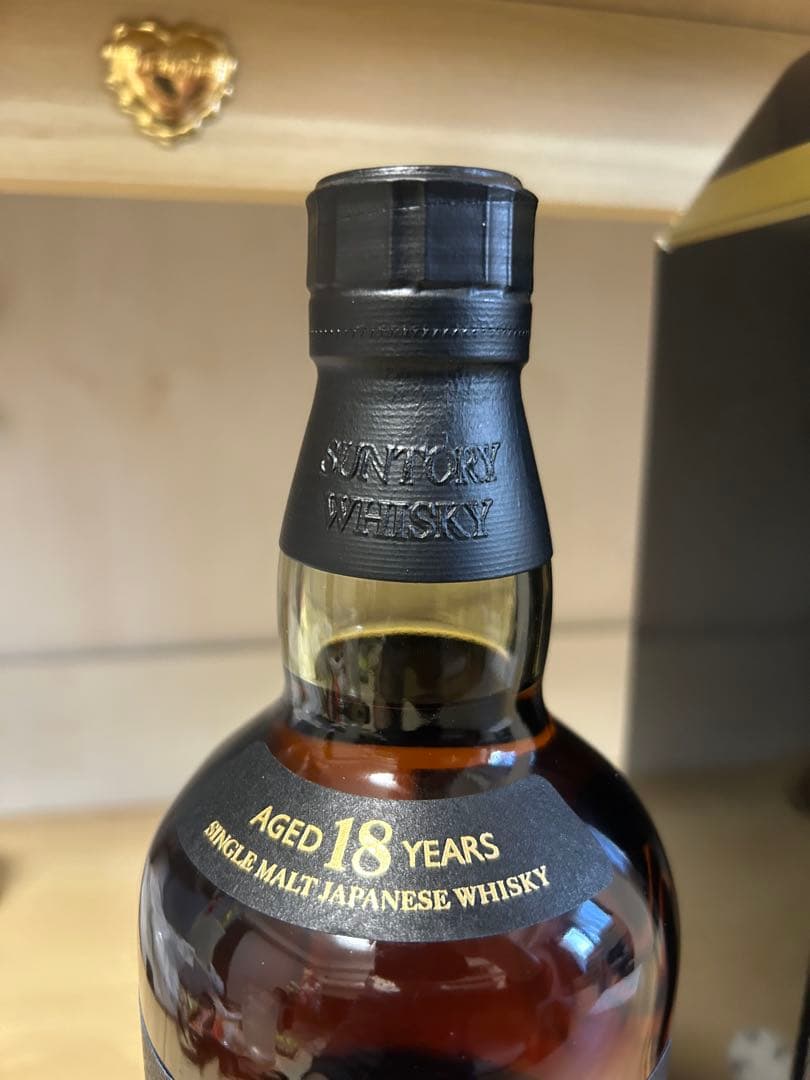 SUNTORY
WHISKY
AGED 18 YEARS
SINGLE MALT JAPANESE WHISKY